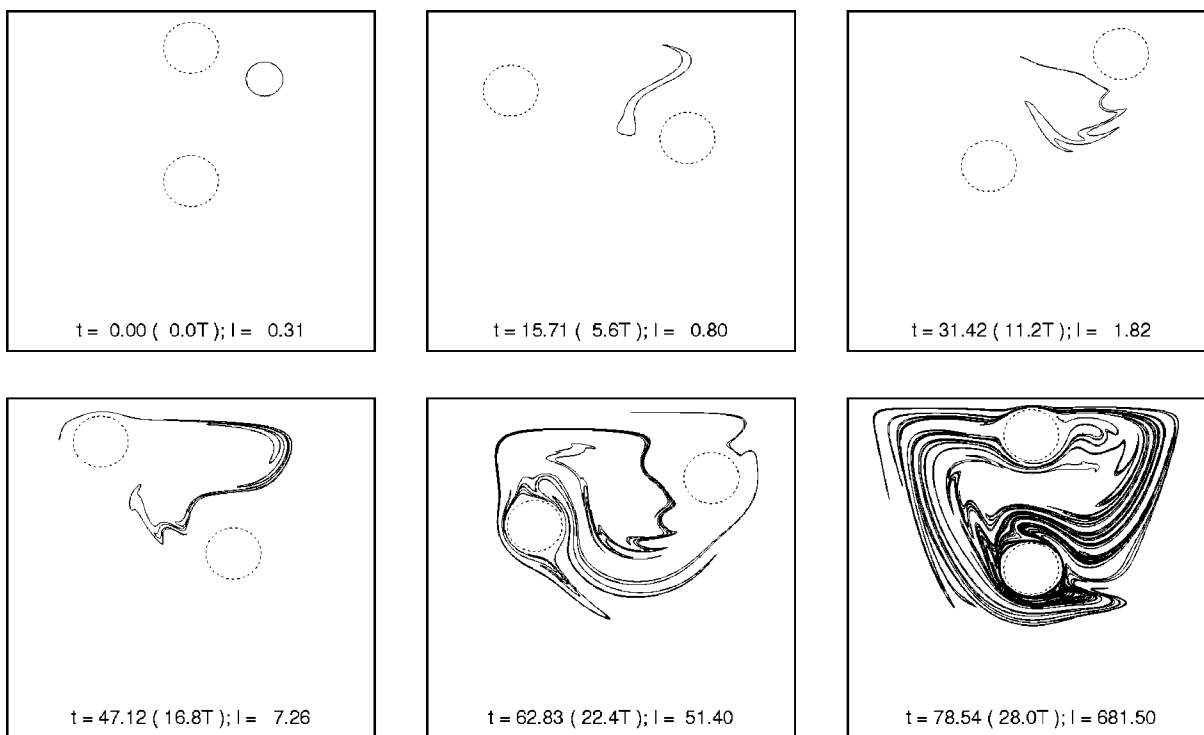 t = 0.00 ( 0.0T ); l = 0.31
t = 15.71 ( 5.6T ); l = 0.80
t = 31.42 ( 11.2T ); l = 1.82
t = 47.12 ( 16.8T ); l = 7.26
t = 62.83 ( 22.4T ); l = 51.40
t = 78.54 ( 28.0T ); l = 681.50